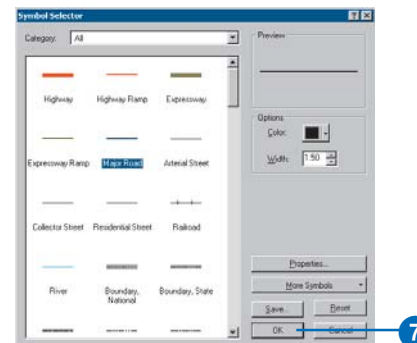 Symbol Selector
Category: All
Preview
Highway
Highway Ramp
Expressway
Options
Color:
Width: 1.50
Expressway Ramp
Major Road
Arterial Street
Collector Street
Residential Street
Railroad
River
Boundary, National
Boundary, State
Properties...
More Symbols
Save...
Reset
OK
Cancel
7